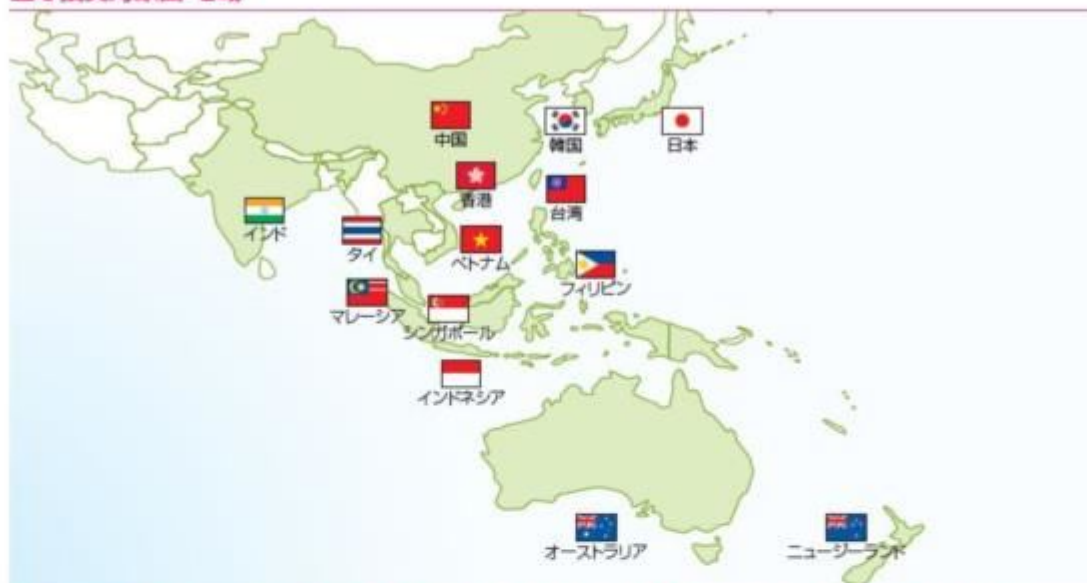 中国
韓国
日本
香港
台湾
インド
タイ
ベトナム
フィリピン
マレーシア
シンガポール
インドネシア
オーストラリア
ニュージーランド